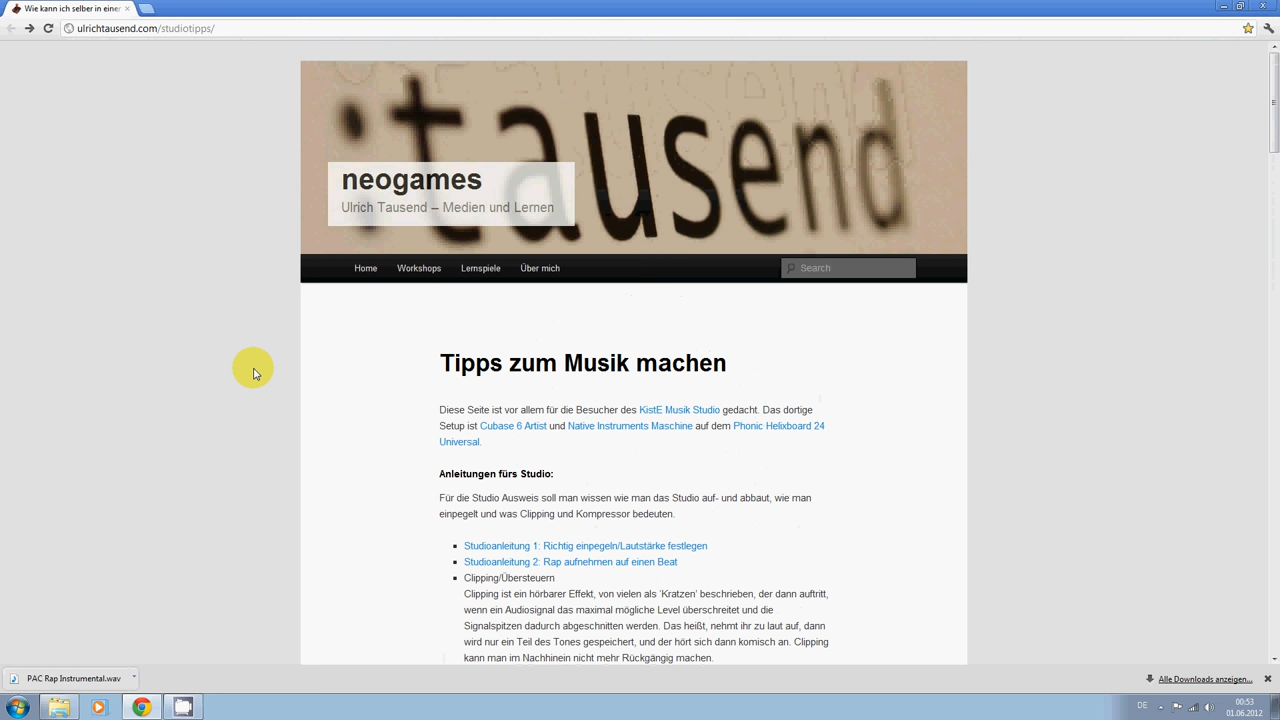 Wie kann ich selber in einer
ulrichtausend.com/studiotipps/
:tausend
neogames
Ulrich Tausend – Medien und Lernen
Home Workshops Lernspiele Über mich Search
Tipps zum Musik machen
Diese Seite ist vor allem für die Besucher des KistE Musik Studio gedacht. Das dortige
Setup ist Cubase 6 Artist und Native Instruments Maschine auf dem Phonic Helixboard 24
Universal.
Anleitungen fürs Studio:
Für die Studio Ausweis soll man wissen wie man das Studio auf- und abbaut, wie man
einpegelt und was Clipping und Kompressor bedeuten.
Studioanleitung 1: Richtig einpegeln/Lautstärke festlegen
Studioanleitung 2: Rap aufnehmen auf einen Beat
Clipping/Übersteuern
Clipping ist ein hörbarer Effekt, von vielen als 'Kratzen' beschrieben, der dann auftritt,
wenn ein Audiosignal das maximal mögliche Level überschreitet und die
Signalspitzen dadurch abgeschnitten werden. Das heißt, nehmt ihr zu laut auf, dann
wird nur ein Teil des Tones gespeichert, und der hört sich dann komisch an. Clipping
kann man im Nachhinein nicht mehr Rückgängig machen.
PAC Rap Instrumental.wav
Alle Downloads anzeigen...
DE
00:53
01.06.2012